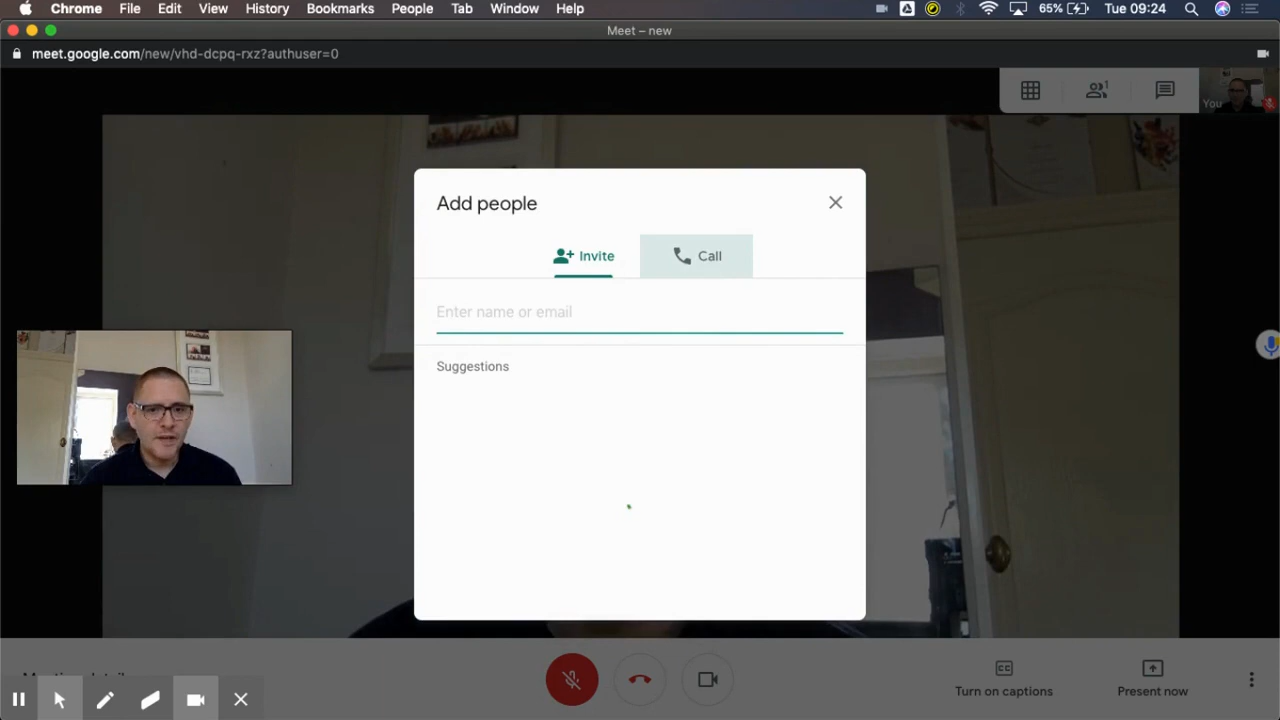 Chrome File Edit View History Bookmarks People Tab Window Help 65% Tue 09:24
Meet – new
meet.google.com/new/vhd-dcpq-rxz?authuser=0
1
You
Add people
Invite Call
Enter name or email
Suggestions
CC
Turn on captions
Present now